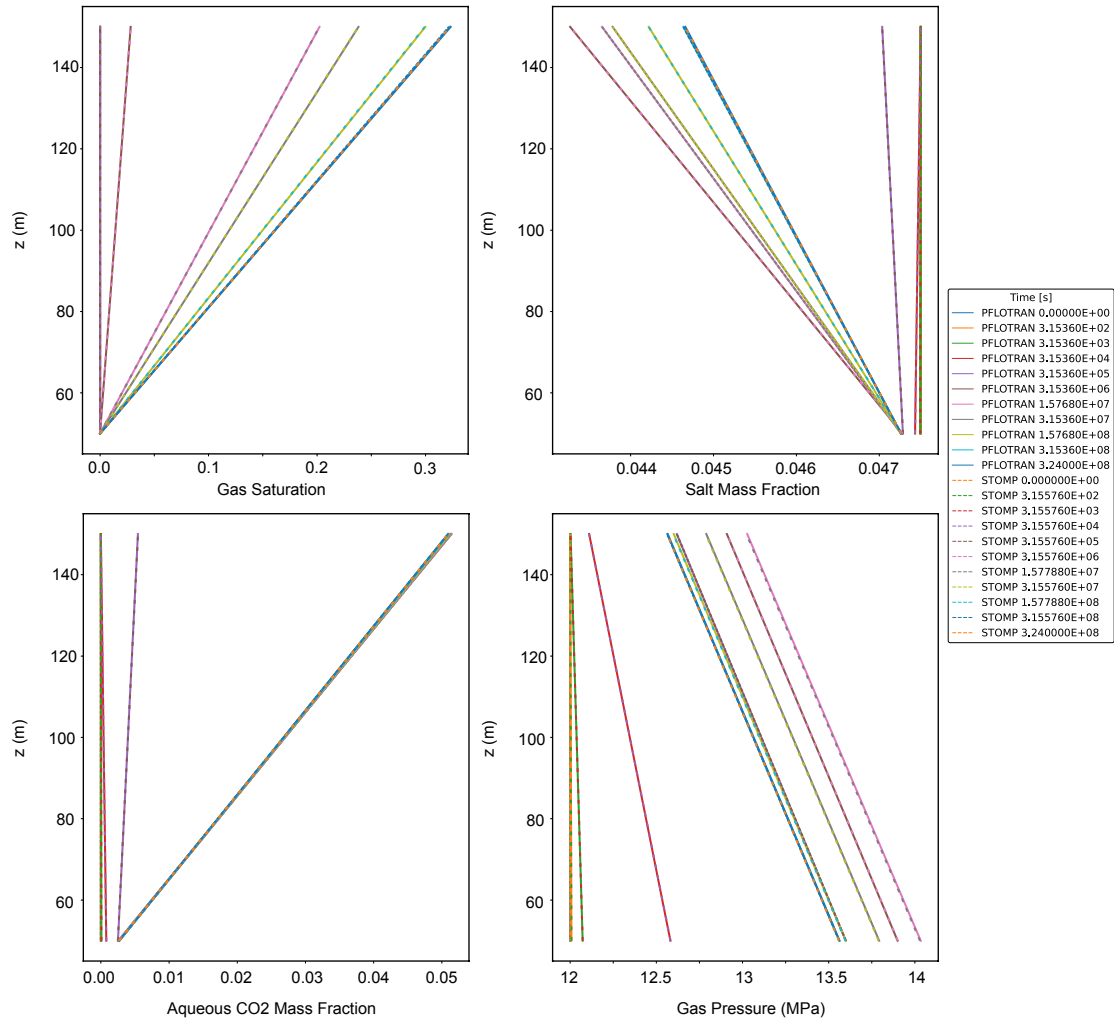 140
120
100
80
60
z (m)
0.0 0.1 0.2 0.3
Gas Saturation
140
120
100
80
60
z (m)
0.044 0.045 0.046 0.047
Salt Mass Fraction
140
120
100
80
60
z (m)
0.00 0.01 0.02 0.03 0.04 0.05
Aqueous CO2 Mass Fraction
140
120
100
80
60
z (m)
12 12.5 13 13.5 14
Gas Pressure (MPa)
Time [s]
PFLOTRAN 0.00000E+00
PFLOTRAN 3.15360E+02
PFLOTRAN 3.15360E+03
PFLOTRAN 3.15360E+04
PFLOTRAN 3.15360E+05
PFLOTRAN 3.15360E+06
PFLOTRAN 1.57680E+07
PFLOTRAN 3.15360E+07
PFLOTRAN 1.57680E+08
PFLOTRAN 3.15360E+08
PFLOTRAN 3.24000E+08
STOMP 0.000000E+00
STOMP 3.155760E+02
STOMP 3.155760E+03
STOMP 3.155760E+04
STOMP 3.155760E+05
STOMP 3.155760E+06
STOMP 1.577880E+07
STOMP 3.155760E+07
STOMP 1.577880E+08
STOMP 3.155760E+08
STOMP 3.240000E+08